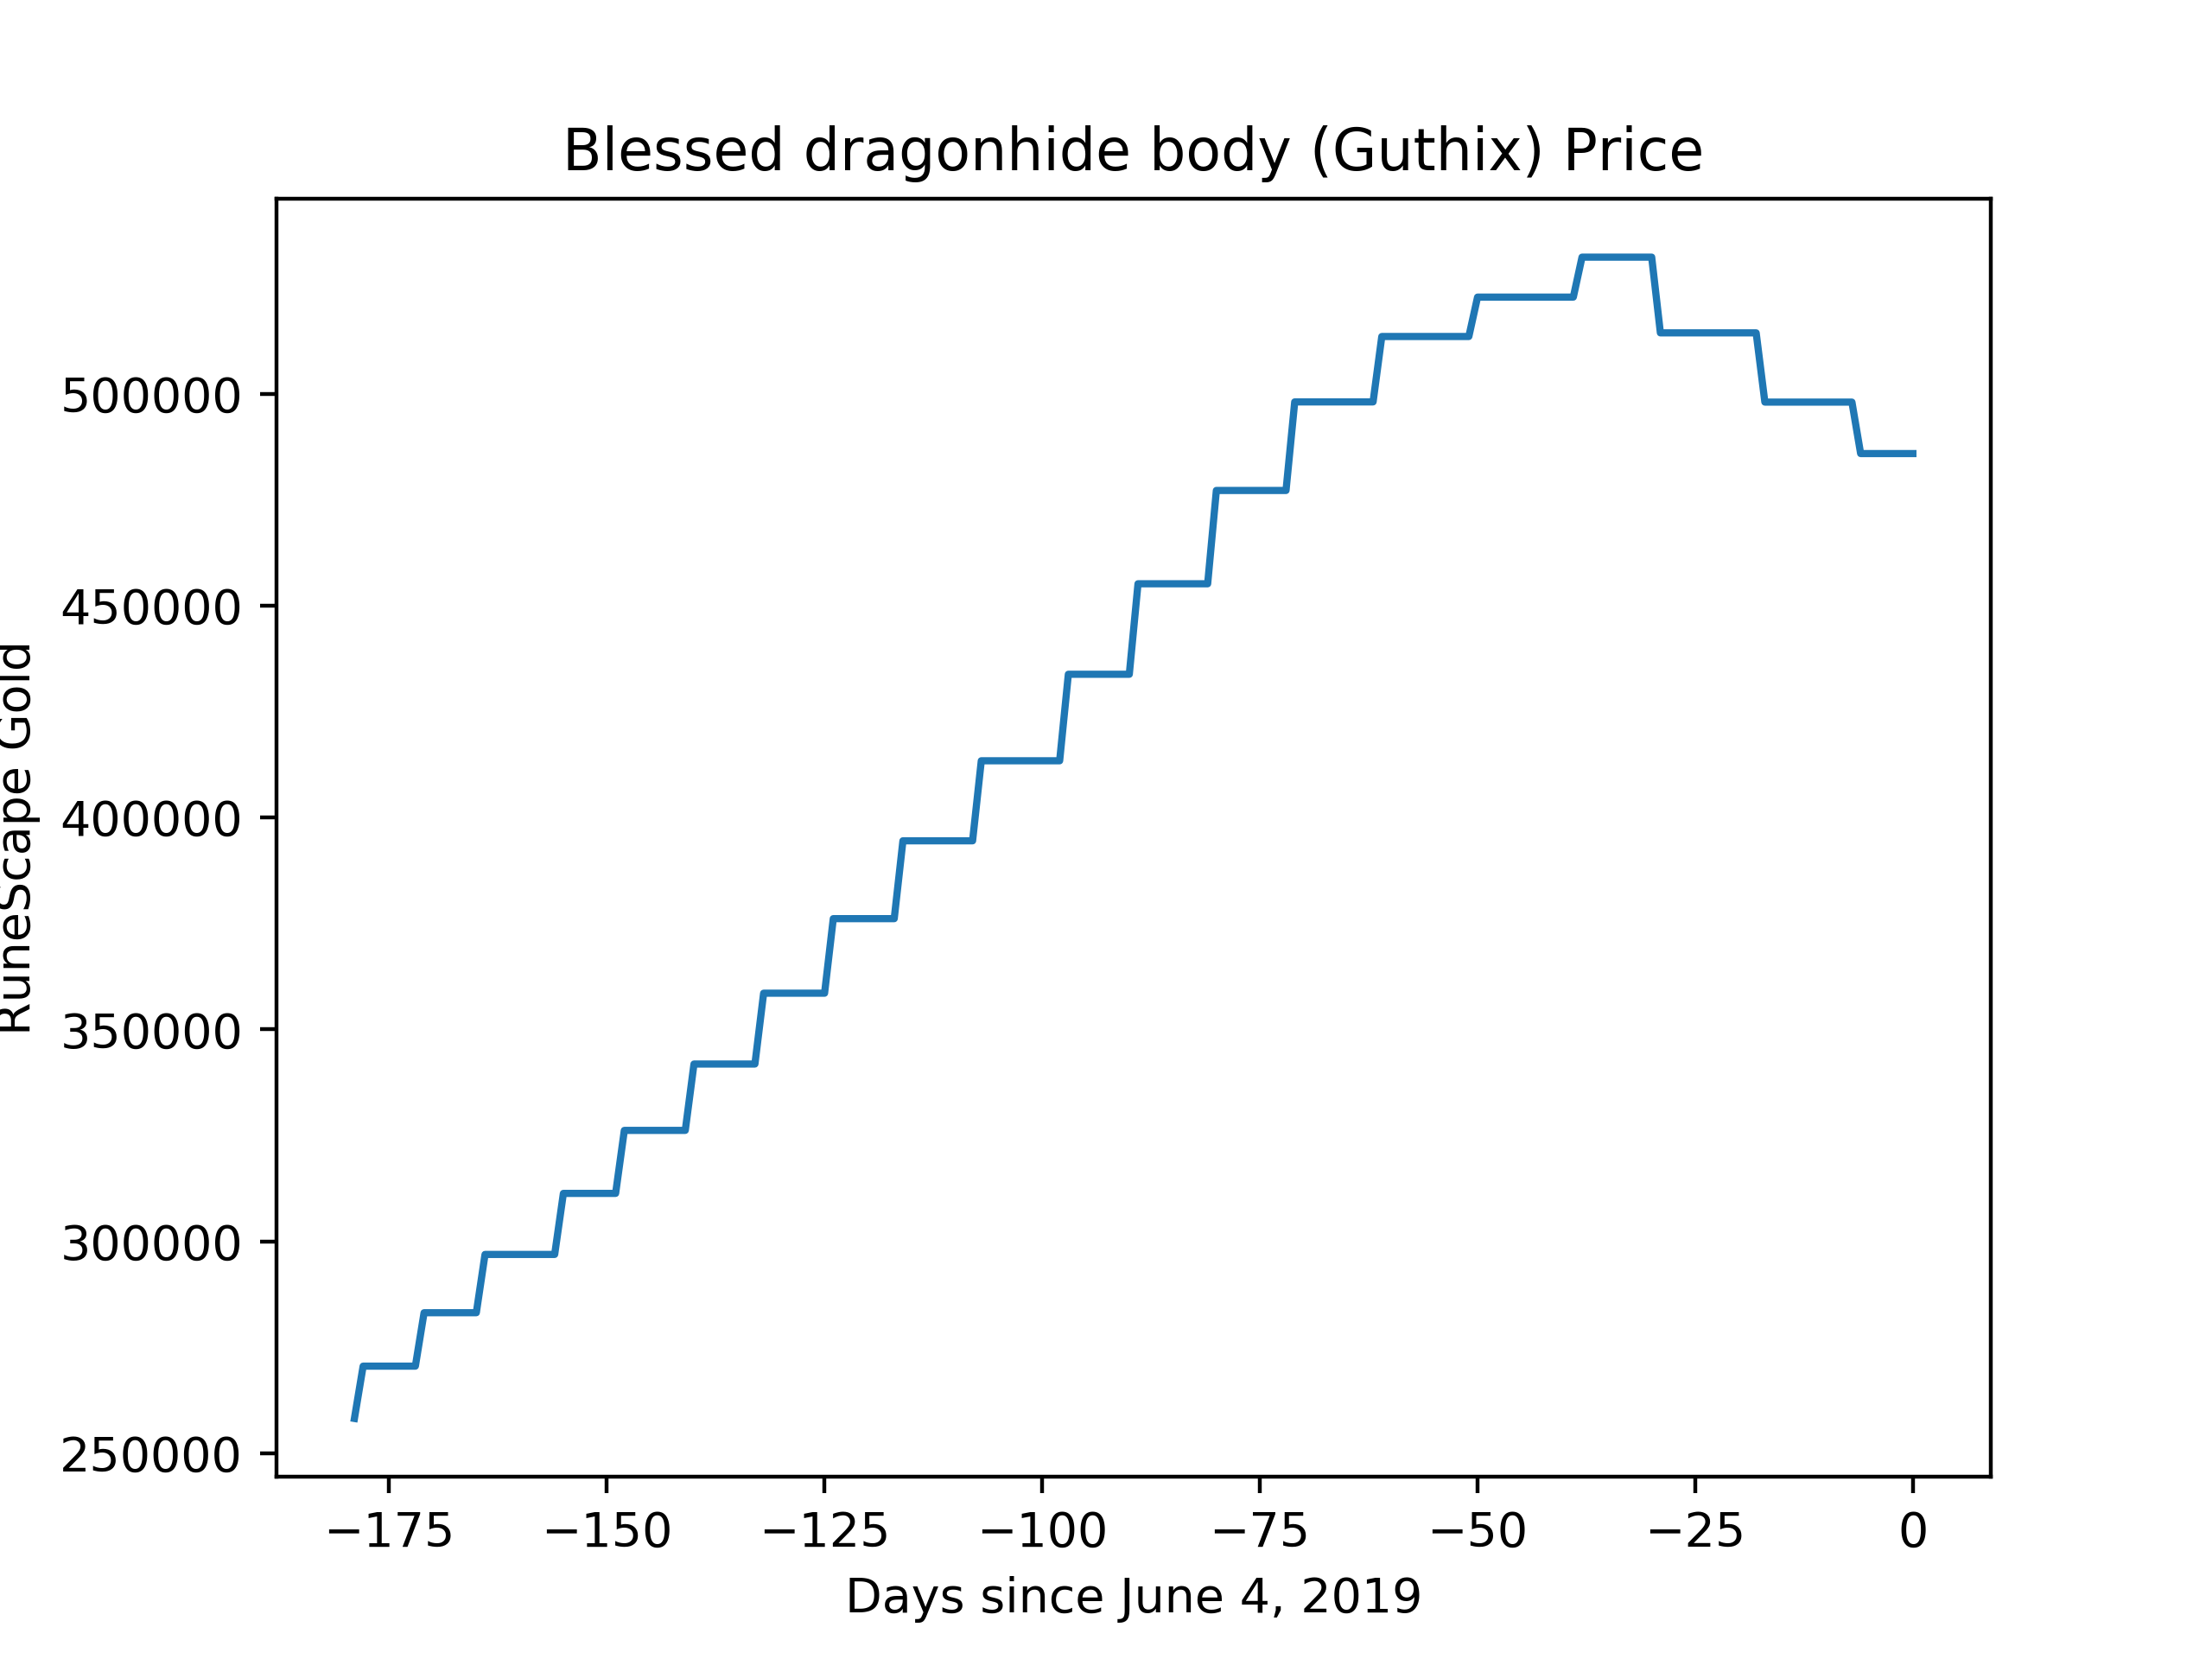 Blessed dragonhide body (Guthix) Price
RuneScape Gold
500000
450000
400000
350000
300000
250000
−175 −150 −125 −100 −75 −50 −25 0
Days since June 4, 2019